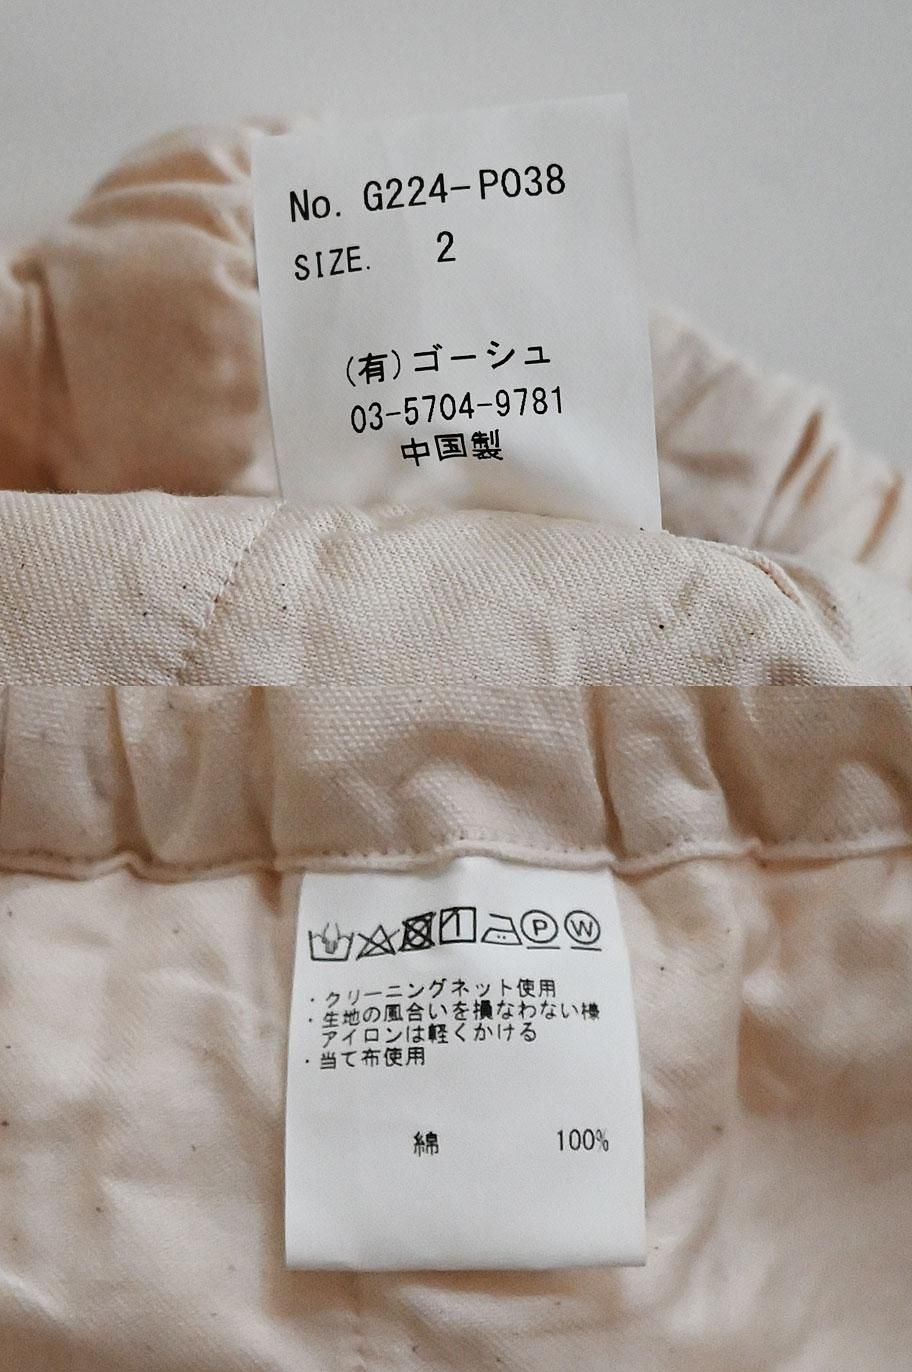 No. G224-P038
SIZE. 2
(有)ゴーシュ
03-5704-9781
中国製
P W
・クリーニングネット使用
・生地の風合いを損なわない様
アイロンは軽くかける
・当て布使用
綿 100%